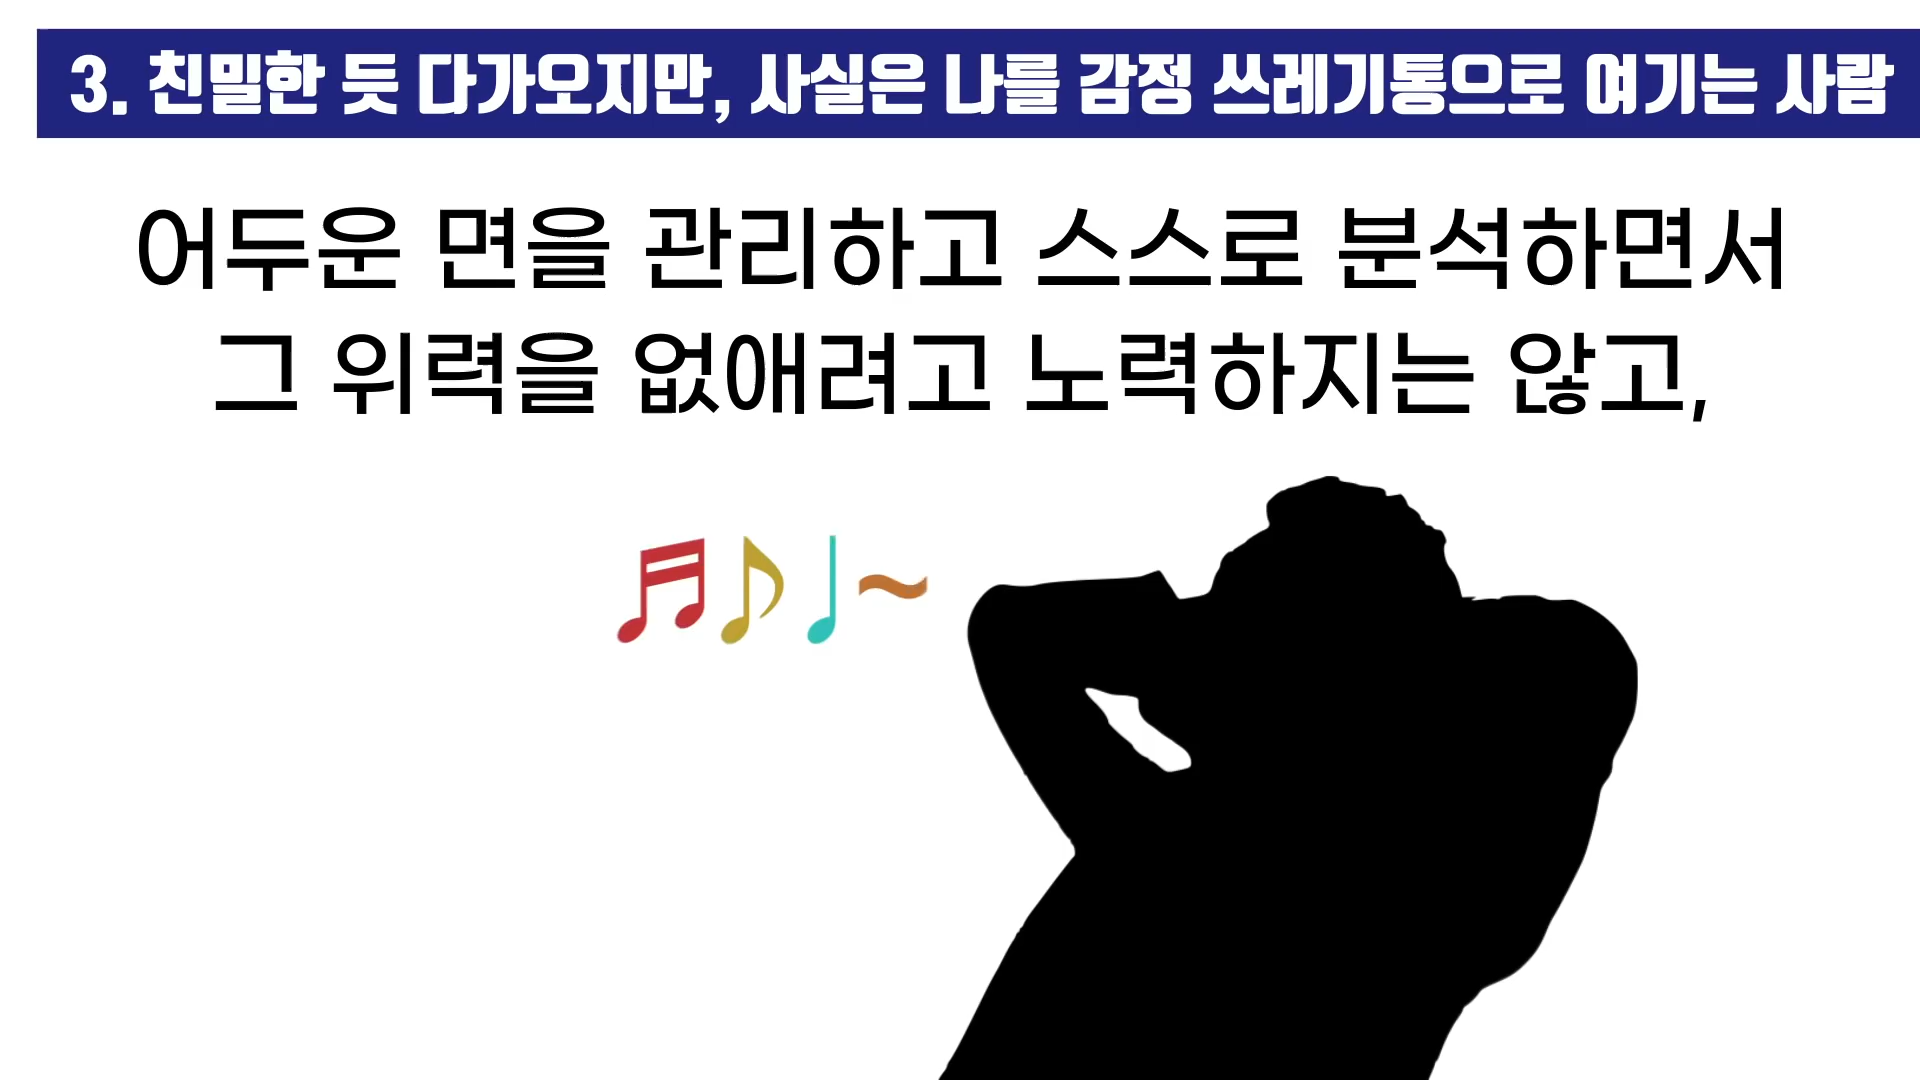 3. 친밀한 듯 다가오지만, 사실은 나를 감정 쓰레기통으로 여기는 사람
어두운 면을 관리하고 스스로 분석하면서
그 위력을 없애려고 노력하지는 않고,